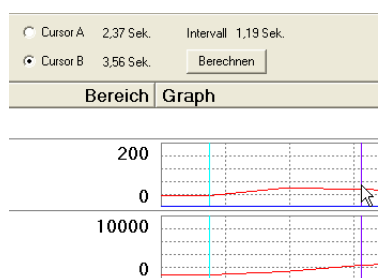 Cursor A 2,37 Sek. Intervall 1,19 Sek.
Cursor B 3,56 Sek. Berechnen
Bereich Graph
200
0
10000
0